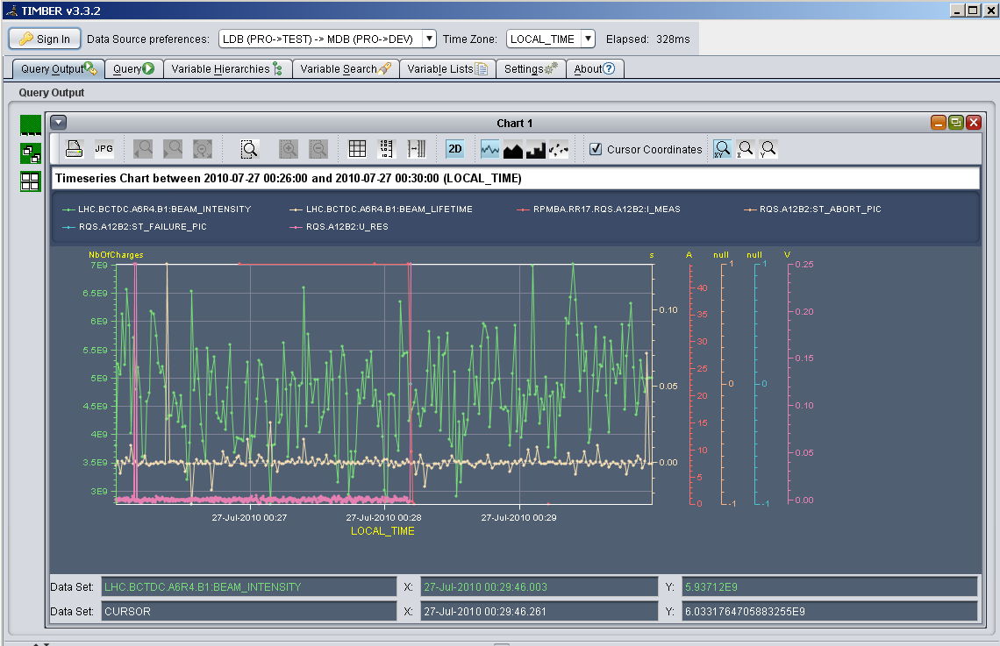 TIMBER v3.3.2
Sign In Data Source preferences: LDB (PRO->TEST) -> MDB (PRO->DEV) Time Zone: LOCAL_TIME Elapsed: 328ms
Query Output Query Variable Hierarchies Variable Search Variable Lists Settings About
Query Output
Chart 1
JPG 2D Cursor Coordinates XY X Y
Timeseries Chart between 2010-07-27 00:26:00 and 2010-07-27 00:30:00 (LOCAL_TIME)
LHC.BCTDC.A6R4.B1:BEAM_INTENSITY LHC.BCTDC.A6R4.B1:BEAM_LIFETIME RPMBA.RR17.RQS.A12B2:I_MEAS RQS.A12B2:ST_ABORT_PIC
RQS.A12B2:ST_FAILURE_PIC RQS.A12B2:U_RES
NbOfCharges s A null null V
7E9 1 1 0.25
6.5E9 40
0.10 35 0.20
6E9
5.5E9 30 0.15
25
5E9 0.05 0 0
20
4.5E9 0.10
15
4E9
10 0.05
3.5E9 0.00
5
3E9 0.00
0 -1 -1
27-Jul-2010 00:27 27-Jul-2010 00:28 27-Jul-2010 00:29
LOCAL_TIME
Data Set: LHC.BCTDC.A6R4.B1:BEAM_INTENSITY X: 27-Jul-2010 00:29:46.003 Y: 5.93712E9
Data Set: CURSOR X: 27-Jul-2010 00:29:46.261 Y: 6.0331764705883255E9